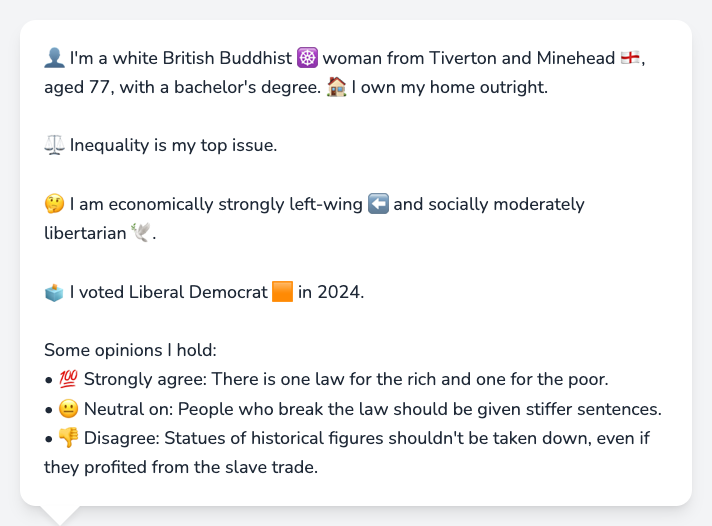 👤 I'm a white British Buddhist ☸️ woman from Tiverton and Minehead 🏴󠁧󠁢󠁥󠁮󠁧󠁿,
aged 77, with a bachelor's degree. 🏠 I own my home outright.
⚖️ Inequality is my top issue.
🤔 I am economically strongly left-wing ⬅️ and socially moderately
libertarian 🕊️.
🗳️ I voted Liberal Democrat 🟧 in 2024.
Some opinions I hold:
• 💯 Strongly agree: There is one law for the rich and one for the poor.
• 😐 Neutral on: People who break the law should be given stiffer sentences.
• 👎 Disagree: Statues of historical figures shouldn't be taken down, even if
they profited from the slave trade.